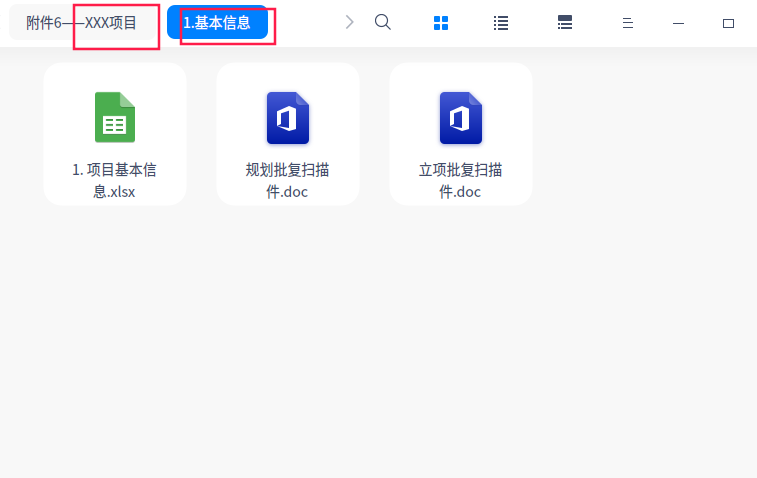 附件6——XXX项目
1.基本信息
1. 项目基本信
息.xlsx
规划批复扫描
件.doc
立项批复扫描
件.doc